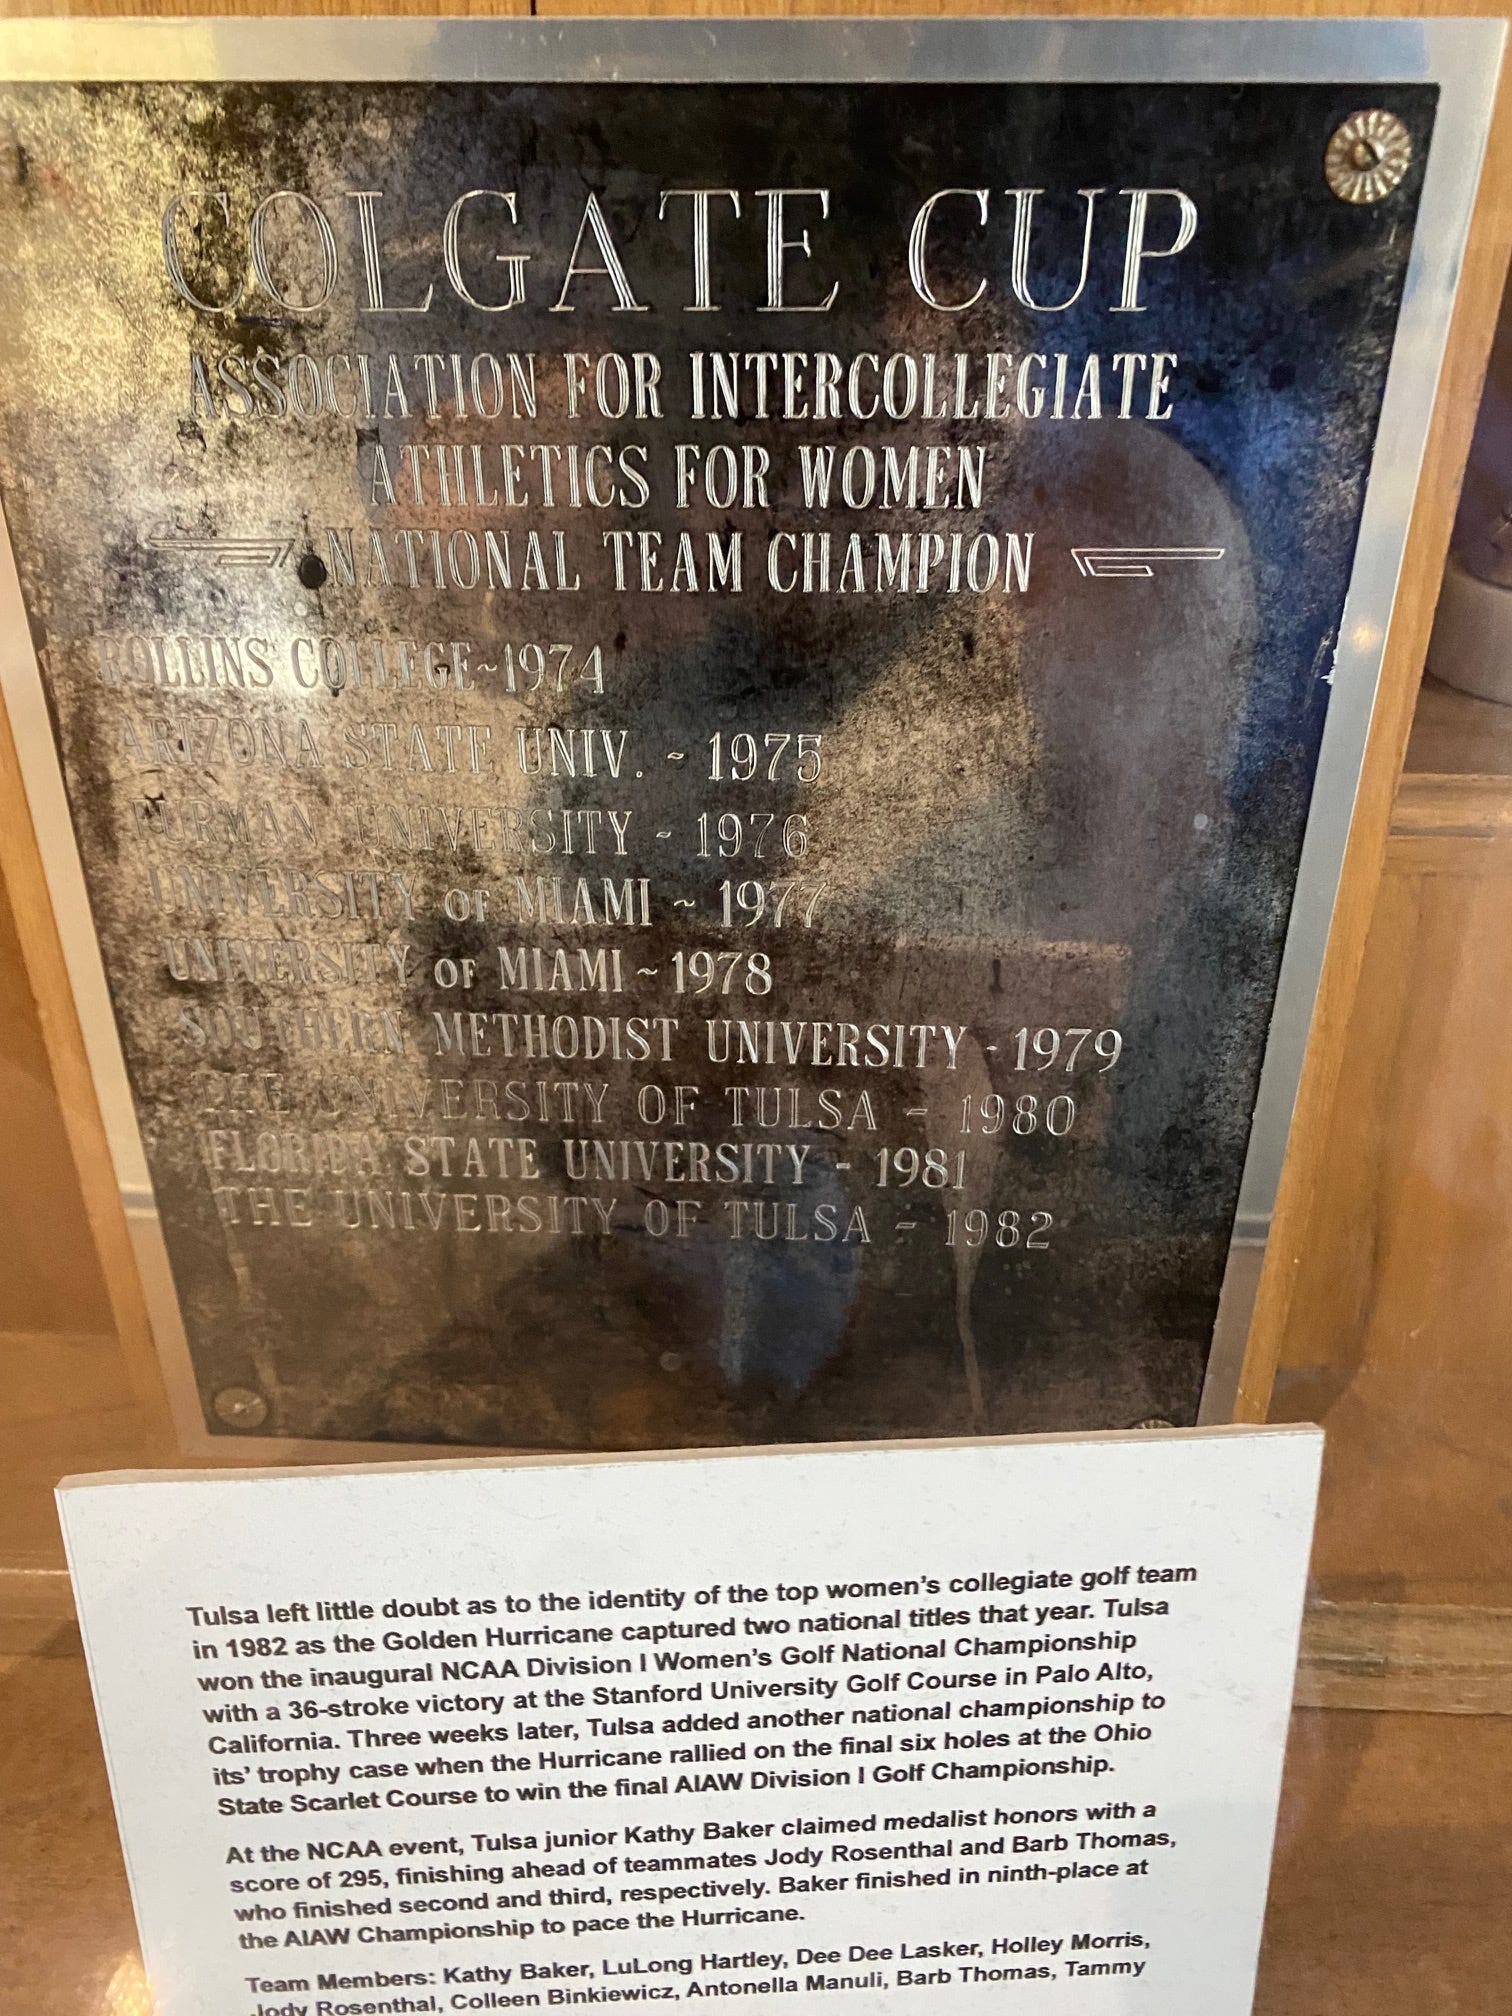 COLGATE CUP
ASSOCIATION FOR INTERCOLLEGIATE
ATHLETICS FOR WOMEN
NATIONAL TEAM CHAMPION
ROLLINS COLLEGE~1974
ARIZONA STATE UNIV. ~ 1975
FURMAN UNIVERSITY ~ 1976
UNIVERSITY OF MIAMI ~ 1977
UNIVERSITY OF MIAMI ~ 1978
SOUTHERN METHODIST UNIVERSITY - 1979
THE UNIVERSITY OF TULSA - 1980
FLORIDA STATE UNIVERSITY - 1981
THE UNIVERSITY OF TULSA - 1982
Tulsa left little doubt as to the identity of the top women's collegiate golf team
in 1982 as the Golden Hurricane captured two national titles that year. Tulsa
won the inaugural NCAA Division I Women's Golf National Championship
with a 36-stroke victory at the Stanford University Golf Course in Palo Alto,
California. Three weeks later, Tulsa added another national championship to
its' trophy case when the Hurricane rallied on the final six holes at the Ohio
State Scarlet Course to win the final AIAW Division I Golf Championship.
At the NCAA event, Tulsa junior Kathy Baker claimed medalist honors with a
score of 295, finishing ahead of teammates Jody Rosenthal and Barb Thomas,
who finished second and third, respectively. Baker finished in ninth-place at
the AIAW Championship to pace the Hurricane.
Team Members: Kathy Baker, LuLong Hartley, Dee Dee Lasker, Holley Morris,
Jody Rosenthal, Colleen Binkiewicz, Antonella Manuli, Barb Thomas, Tammy